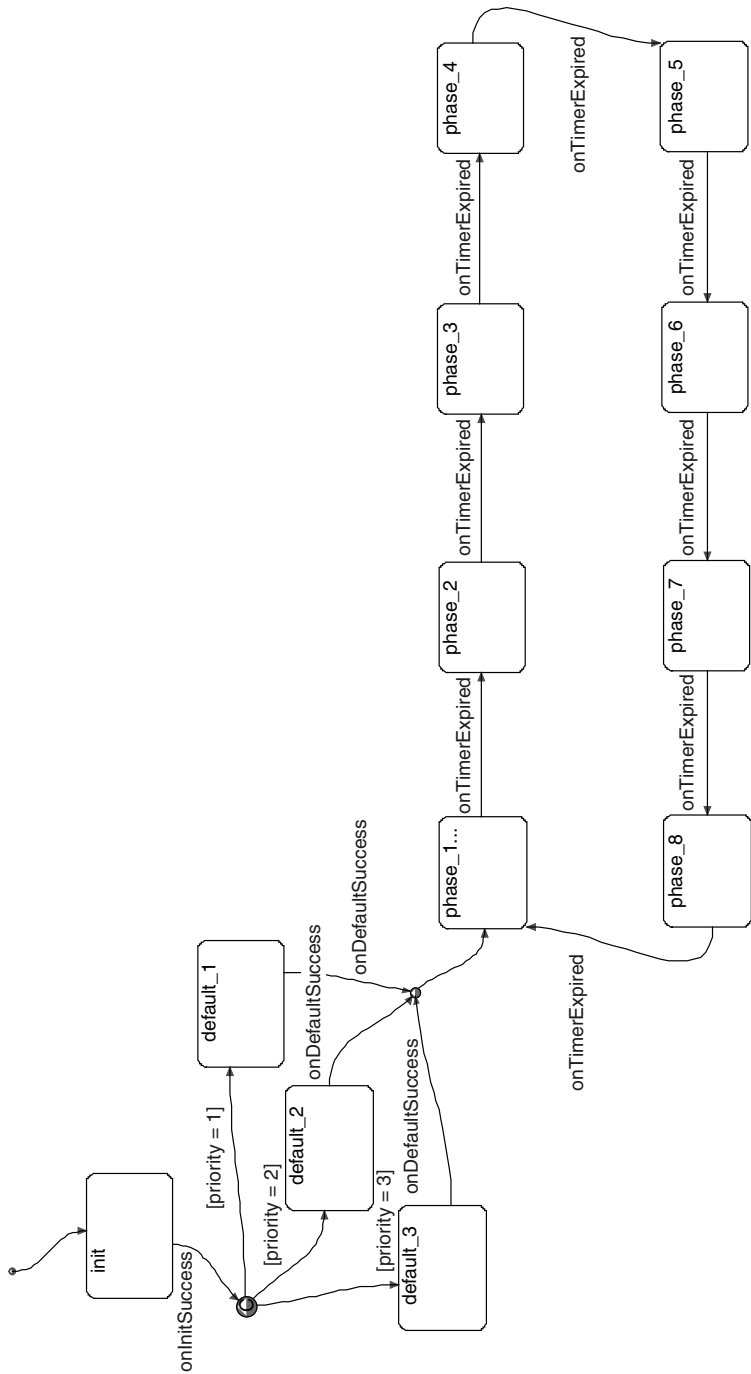 init
onInitSuccess
[priority = 1]
[priority = 2]
[priority = 3]
default_1
default_2
default_3
onDefaultSuccess
onDefaultSuccess
onDefaultSuccess
phase_1...
onTimerExpired
phase_2
onTimerExpired
phase_3
onTimerExpired
phase_4
onTimerExpired
phase_5
onTimerExpired
phase_6
onTimerExpired
phase_7
onTimerExpired
phase_8
onTimerExpired